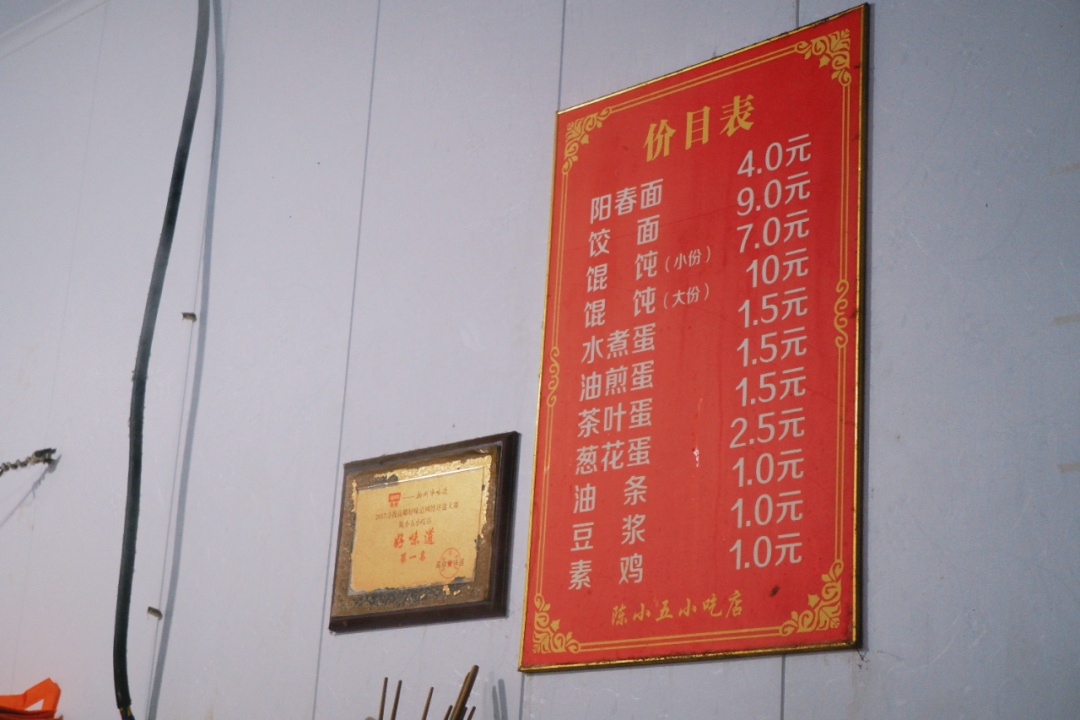 价目表
阳春面 4.0元
饺面 9.0元
馄饨(小份) 7.0元
馄饨(大份) 10元
水煮蛋 1.5元
油煎蛋 1.5元
茶叶蛋 1.5元
葱花蛋 2.5元
油条 1.0元
豆浆 1.0元
素鸡 1.0元
陈小五小吃店
好味道
第一名